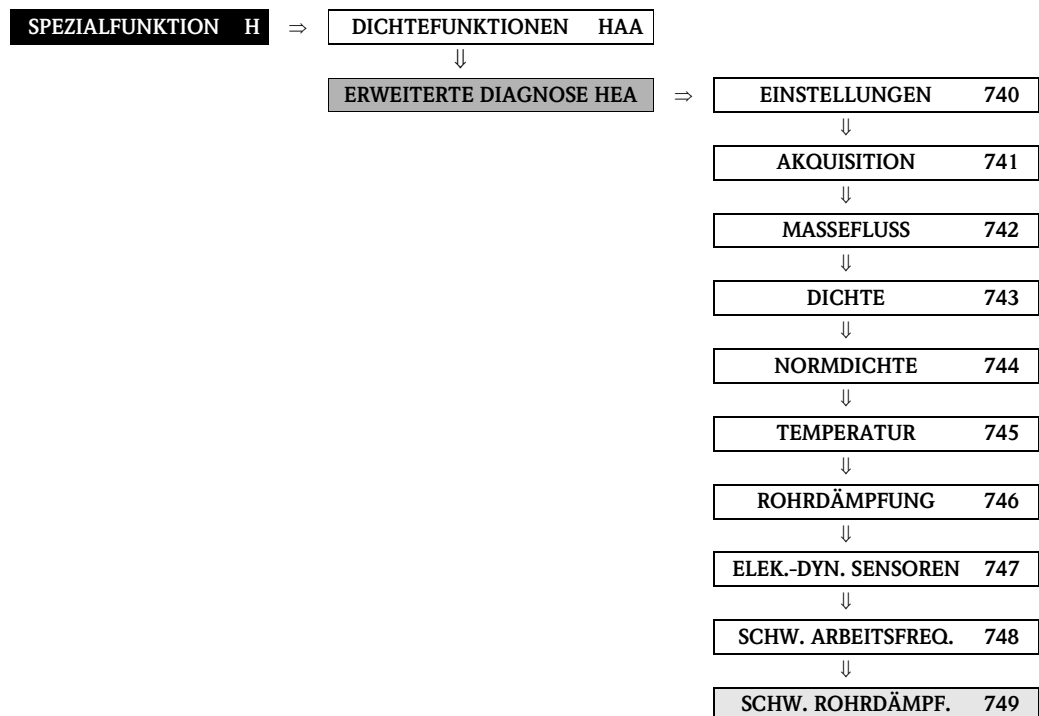 SPEZIALFUNKTION H ⇒ DICHTEFUNKTIONEN HAA
⇓
ERWEITERTE DIAGNOSE HEA ⇒ EINSTELLUNGEN 740
⇓
AKQUISITION 741
⇓
MASSEFLUSS 742
⇓
DICHTE 743
⇓
NORMDICHTE 744
⇓
TEMPERATUR 745
⇓
ROHRDÄMPFUNG 746
⇓
ELEK.-DYN. SENSOREN 747
⇓
SCHW. ARBEITSFREQ. 748
⇓
SCHW. ROHRDÄMPF. 749